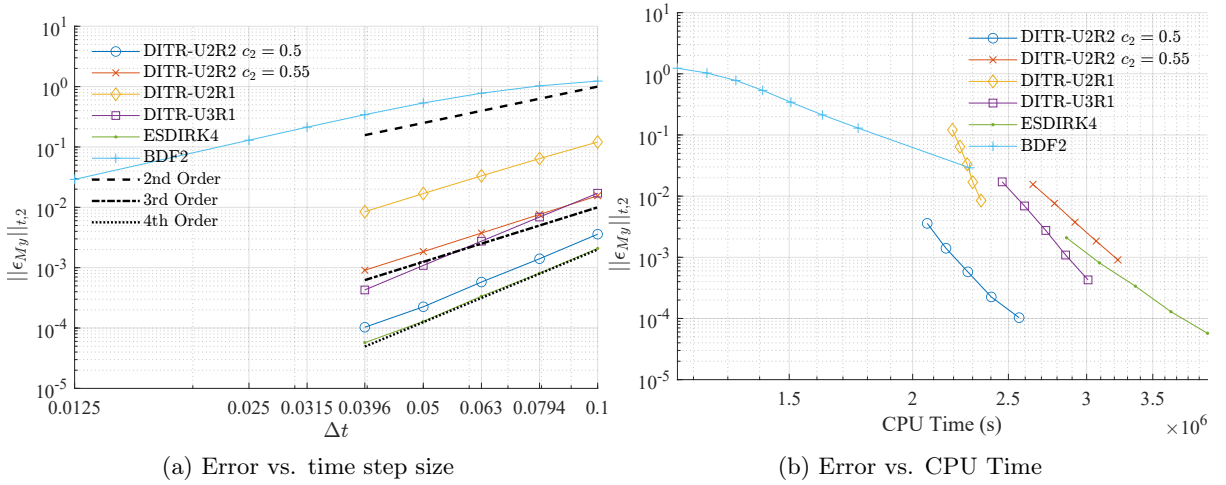 10^1
10^0
10^-1
10^-2
10^-3
10^-4
10^-5
||ϵ_{My}||_{t,2}
DITR-U2R2 c_2 = 0.5
DITR-U2R2 c_2 = 0.55
DITR-U2R1
DITR-U3R1
ESDIRK4
BDF2
2nd Order
3rd Order
4th Order
0.0125 0.025 0.0315 0.0396 0.05 0.063 0.0794 0.1
Δt
(a) Error vs. time step size
10^1
10^0
10^-1
10^-2
10^-3
10^-4
10^-5
||ϵ_{My}||_{t,2}
DITR-U2R2 c_2 = 0.5
DITR-U2R2 c_2 = 0.55
DITR-U2R1
DITR-U3R1
ESDIRK4
BDF2
1.5 2 2.5 3 3.5
CPU Time (s)
×10^6
(b) Error vs. CPU Time